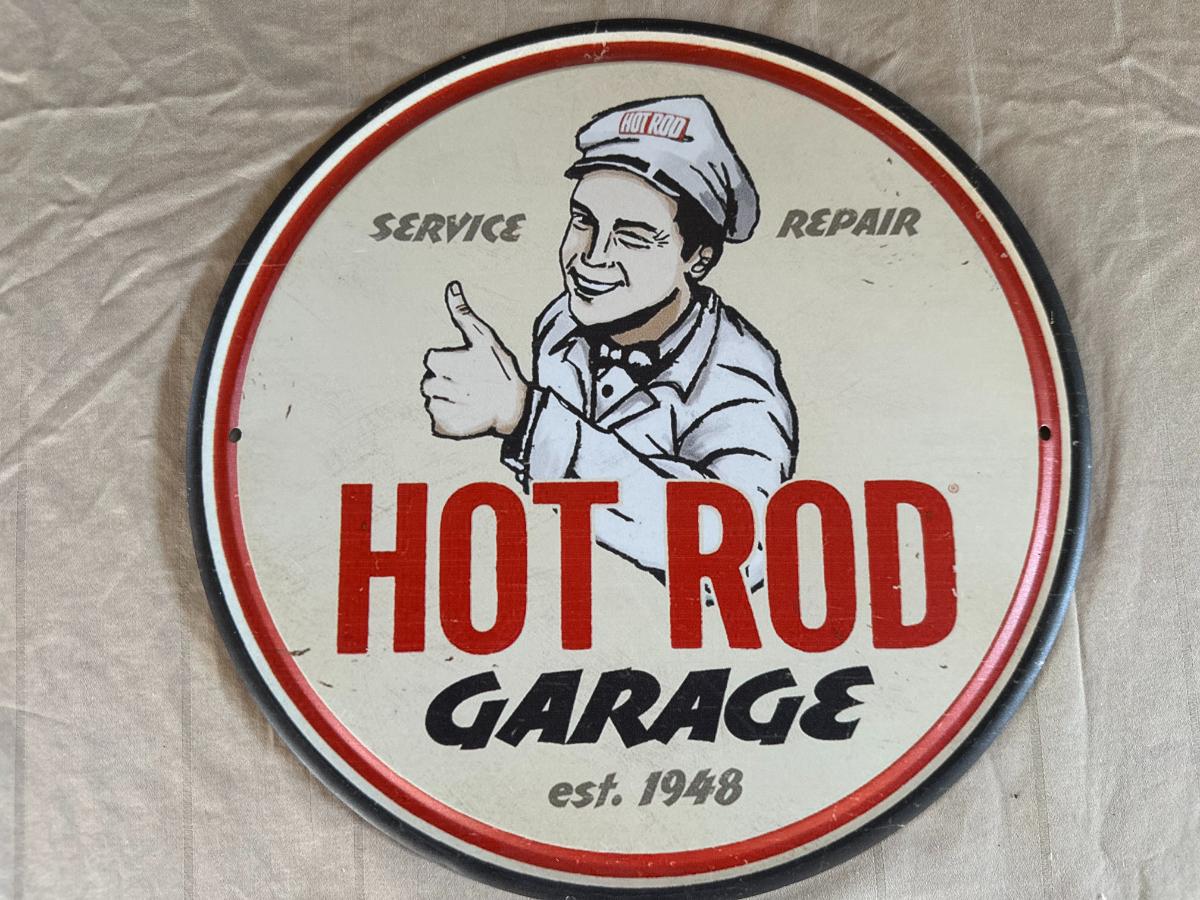 HOT ROD
SERVICE REPAIR
HOT ROD®
GARAGE
est. 1948